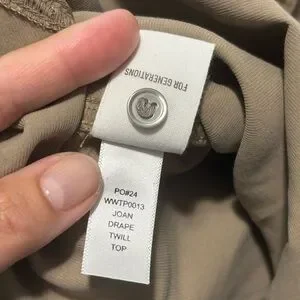 FOR GENERATIONS
PO#24
WWTP0013
JOAN
DRAPE
TWILL
TOP